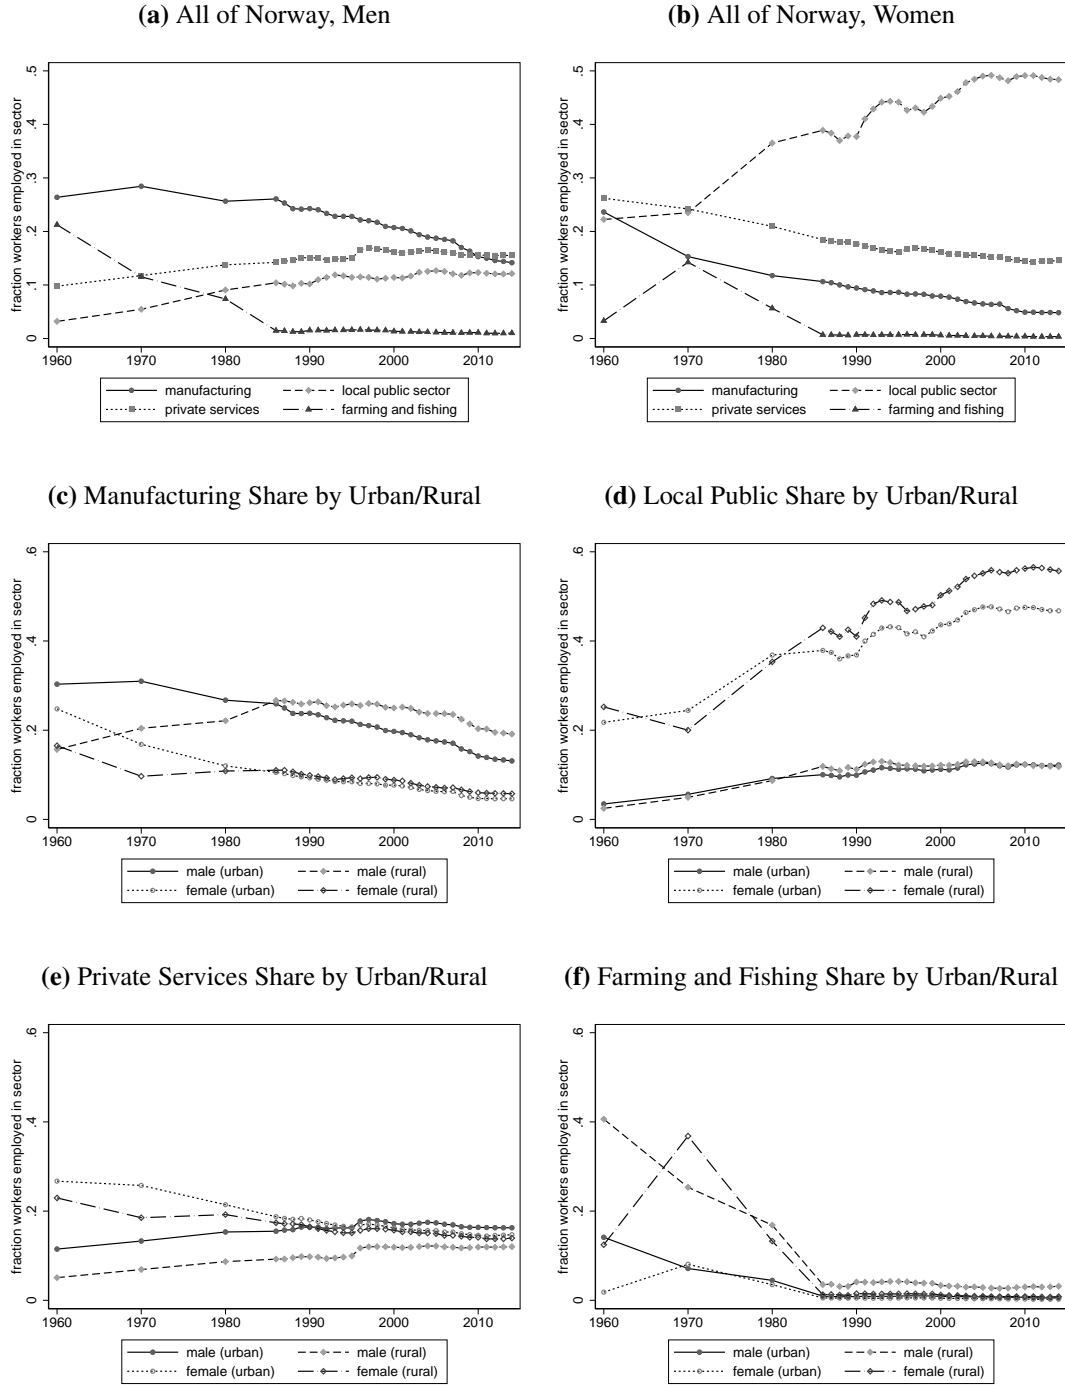 (a) All of Norway, Men
fraction workers employed in sector
.5
.4
.3
.2
.1
0
1960 1970 1980 1990 2000 2010
manufacturing local public sector
private services farming and fishing
(b) All of Norway, Women
fraction workers employed in sector
.5
.4
.3
.2
.1
0
1960 1970 1980 1990 2000 2010
manufacturing local public sector
private services farming and fishing
(c) Manufacturing Share by Urban/Rural
fraction workers employed in sector
.6
.4
.2
0
1960 1970 1980 1990 2000 2010
male (urban) male (rural)
female (urban) female (rural)
(d) Local Public Share by Urban/Rural
fraction workers employed in sector
.6
.4
.2
0
1960 1970 1980 1990 2000 2010
male (urban) male (rural)
female (urban) female (rural)
(e) Private Services Share by Urban/Rural
fraction workers employed in sector
.6
.4
.2
0
1960 1970 1980 1990 2000 2010
male (urban) male (rural)
female (urban) female (rural)
(f) Farming and Fishing Share by Urban/Rural
fraction workers employed in sector
.6
.4
.2
0
1960 1970 1980 1990 2000 2010
male (urban) male (rural)
female (urban) female (rural)